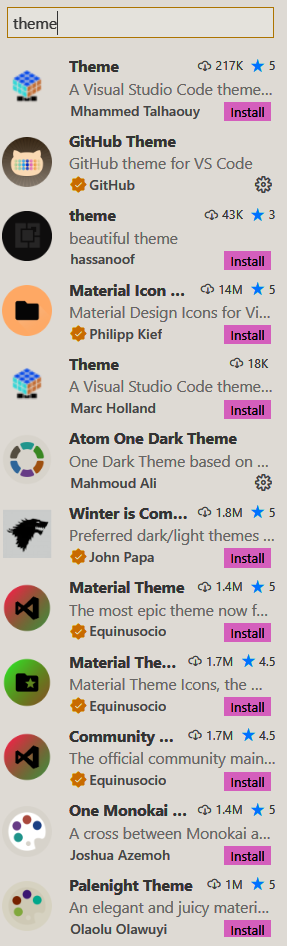 theme
Theme 217K 5
A Visual Studio Code theme...
Mhammed Talhaouy Install
GitHub Theme
GitHub theme for VS Code
GitHub
theme 43K 3
beautiful theme
hassanoof Install
Material Icon ... 14M 5
Material Design Icons for Vi...
Philipp Kief Install
Theme 18K
A Visual Studio Code theme...
Marc Holland Install
Atom One Dark Theme
One Dark Theme based on ...
Mahmoud Ali
Winter is Com... 1.8M 5
Preferred dark/light themes ...
John Papa Install
Material Theme 1.4M 5
The most epic theme now f...
Equinusocio Install
Material The... 1.7M 4.5
Material Theme Icons, the ...
Equinusocio Install
Community ... 1.7M 4.5
The official community main...
Equinusocio Install
One Monokai ... 1.4M 5
A cross between Monokai a...
Joshua Azemoh Install
Palenight Theme 1M 5
An elegant and juicy materi...
Olaolu Olawuyi Install